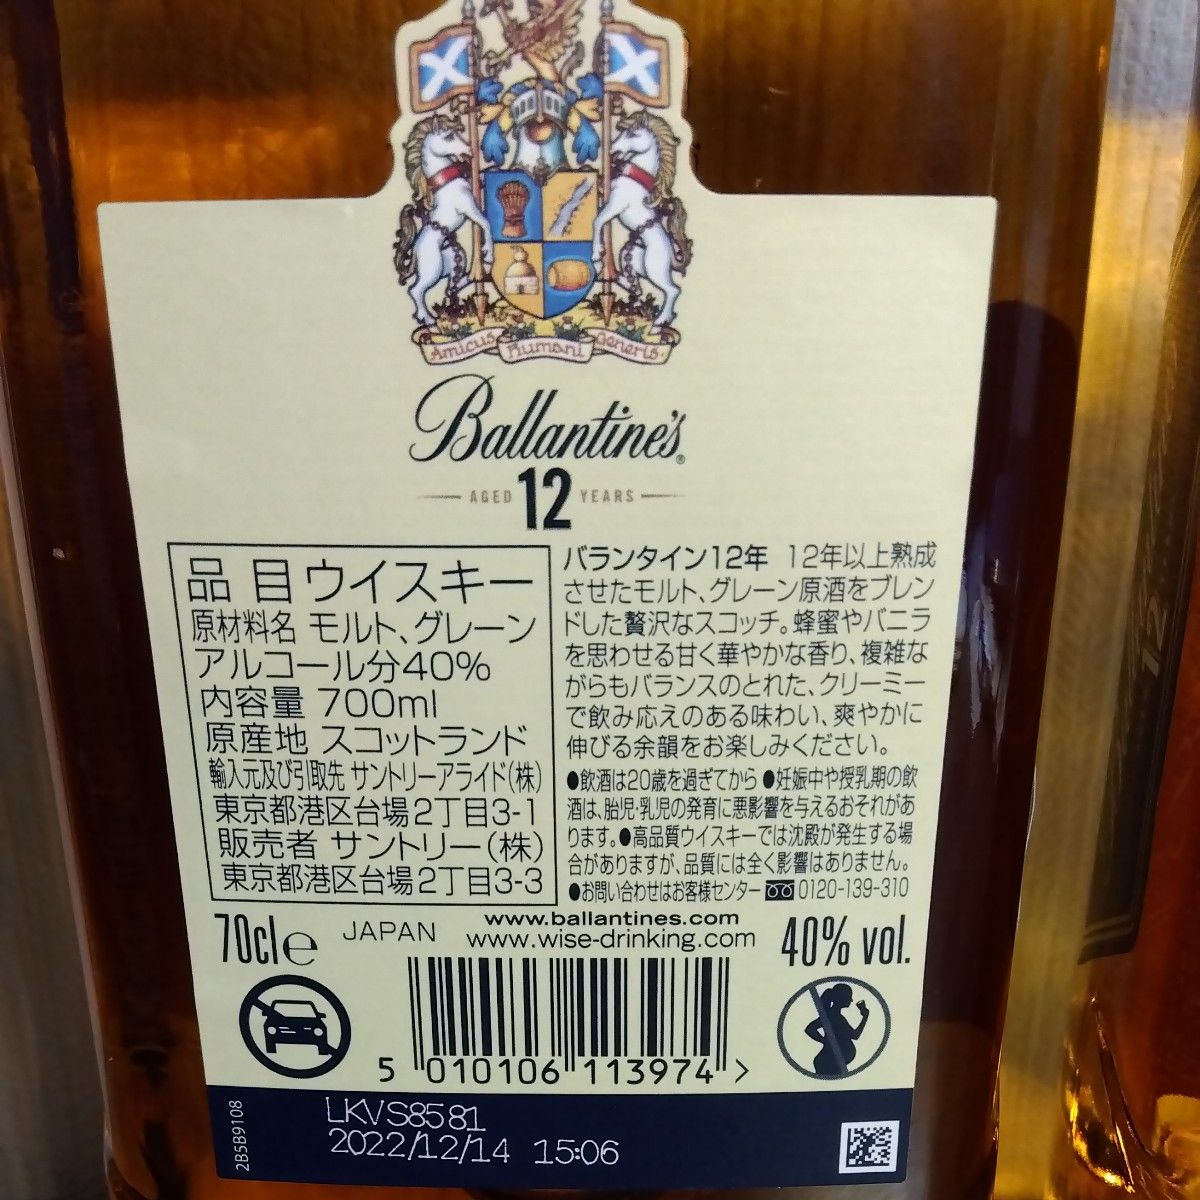 Amicus Humani Generis
Ballantine's®
AGED 12 YEARS
品目 ウイスキー
原材料名 モルト、グレーン
アルコール分40%
内容量 700ml
原産地 スコットランド
輸入元及び引取先 サントリーアライド(株)
東京都港区台場2丁目3-1
販売者 サントリー(株)
東京都港区台場2丁目3-3
バランタイン12年 12年以上熟成
させたモルト、グレーン原酒をブレン
ドした贅沢なスコッチ。蜂蜜やバニラ
を思わせる甘く華やかな香り、複雑な
がらもバランスのとれた、クリーミー
で飲み応えのある味わい、爽やかに
伸びる余韻をお楽しみください。
●飲酒は20歳を過ぎてから ●妊娠中や授乳期の飲
酒は、胎児・乳児の発育に悪影響を与えるおそれがあ
ります。●高品質ウイスキーでは沈殿が発生する場
合がありますが、品質には全く影響はありません。
●お問い合わせはお客様センター 0120-139-310
70cl e JAPAN www.ballantines.com
www.wise-drinking.com 40% vol.
5 010106 113974 >
2B5B9108
LKVS8581
2022/12/14 15:06
12